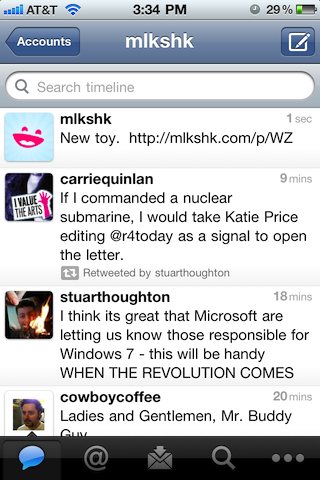 AT&T 3:34 PM 29%
Accounts mlkshk
Search timeline
mlkshk 1 sec
New toy. http://mlkshk.com/p/WZ
carriequinlan 9 mins
I VALUE
THE ARTS
If I commanded a nuclear
submarine, I would take Katie Price
editing @r4today as a signal to open
the letter.
Retweeted by stuarthoughton
stuarthoughton 18 mins
I think its great that Microsoft are
letting us know those responsible for
Windows 7 - this will be handy
WHEN THE REVOLUTION COMES
cowboycoffee 20 mins
Ladies and Gentlemen, Mr. Buddy
Guy
@